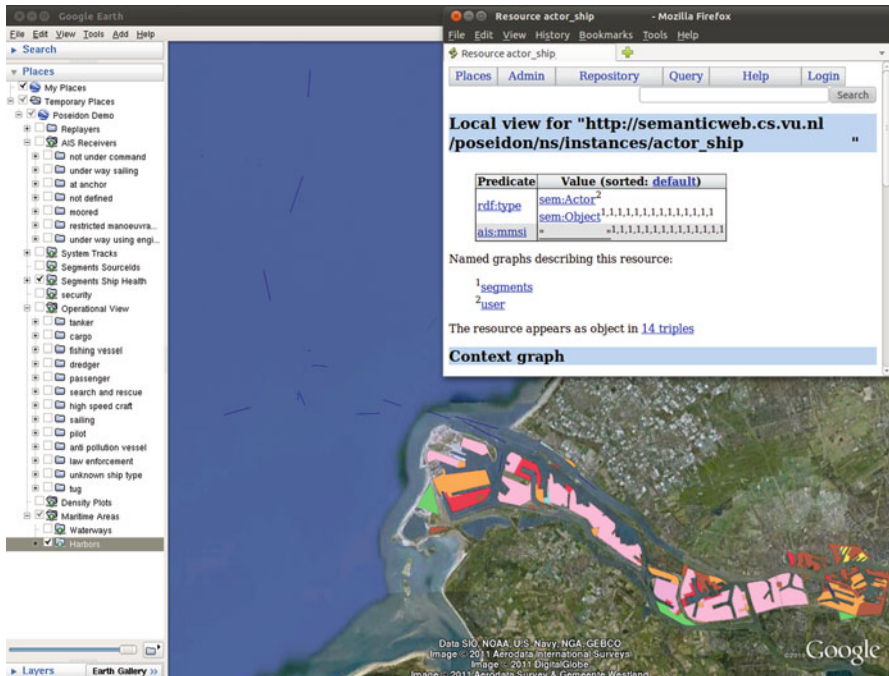 Google Earth
File Edit View Tools Add Help
Search
Places
My Places
Temporary Places
Poseidon Demo
Replayers
AIS Receivers
not under command
under way sailing
at anchor
not defined
moored
restricted manoeuvra...
under way using engi...
System Tracks
Segments SourceIds
Segments Ship Health
security
Operational View
tanker
cargo
fishing vessel
dredger
passenger
search and rescue
high speed craft
sailing
pilot
anti pollution vessel
law enforcement
unknown ship type
tug
Density Plots
Maritime Areas
Waterways
Harbors
Layers
Earth Gallery >>
Resource actor_ship - Mozilla Firefox
File Edit View History Bookmarks Tools Help
Resource actor_ship
Places Admin Repository Query Help Login
Search
Local view for "http://semanticweb.cs.vu.nl
/poseidon/ns/instances/actor_ship "
Predicate Value (sorted: default)
rdf:type sem:Actor2
sem:Object1,1,1,1,1,1,1,1,1,1,1,1,1,1
ais:mmsi " "1,1,1,1,1,1,1,1,1,1,1,1,1,1
Named graphs describing this resource:
1segments
2user
The resource appears as object in 14 triples
Context graph
Data SIO, NOAA, U.S. Navy, NGA, GEBCO
Image © 2011 Aerodata International Surveys
Image © 2011 DigitalGlobe
Image © 2011 Aerodata Survey & Gemeente Westland
©2010 Google